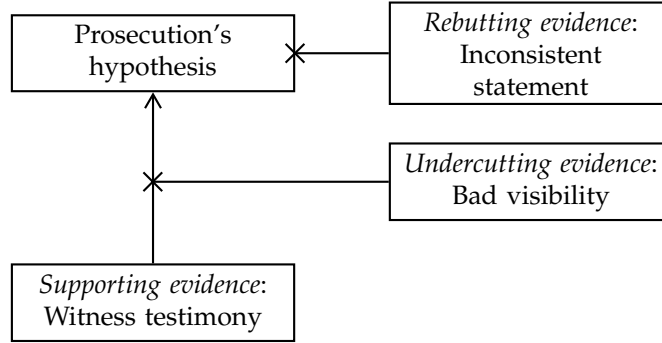 Prosecution’s
hypothesis
Rebutting evidence:
Inconsistent
statement
Undercutting evidence:
Bad visibility
Supporting evidence:
Witness testimony